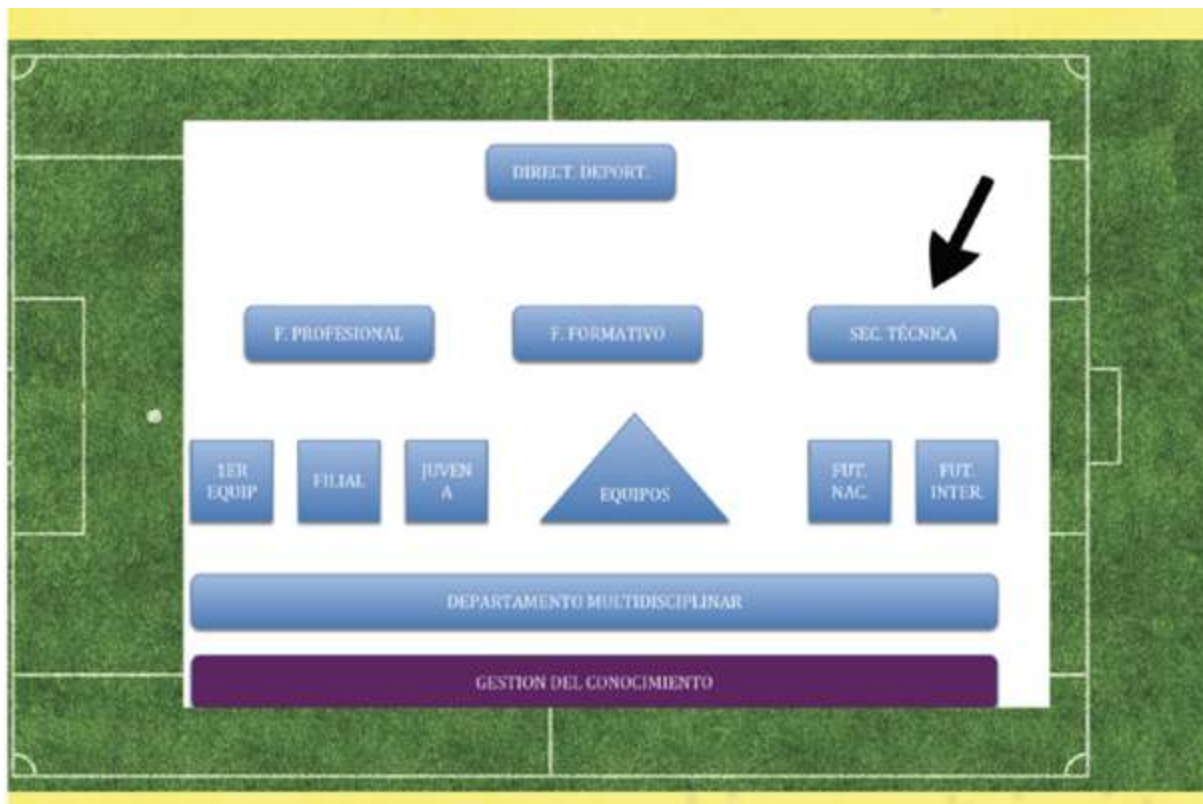 DIRECT. DEPORT.
F. PROFESIONAL
F. FORMATIVO
SEC. TÉCNICA
1ER
EQUIP
FILIAL
JUVEN
A
EQUIPOS
FUT.
NAC.
FUT.
INTER.
DEPARTAMENTO MULTIDISCIPLINAR
GESTION DEL CONOCIMIENTO